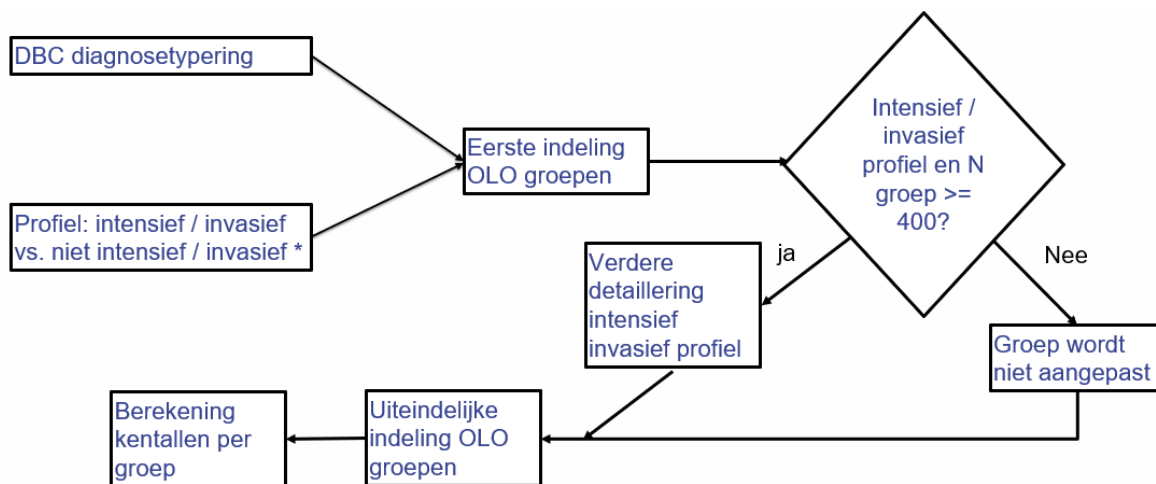 DBC diagnosetypering
Profiel: intensief / invasief
vs. niet intensief / invasief *
Eerste indeling
OLO groepen
Intensief /
invasief
profiel en N
groep >=
400?
ja
Nee
Verdere
detaillering
intensief
invasief profiel
Groep wordt
niet aangepast
Uiteindelijke
indeling OLO
groepen
Berekening
kentallen per
groep